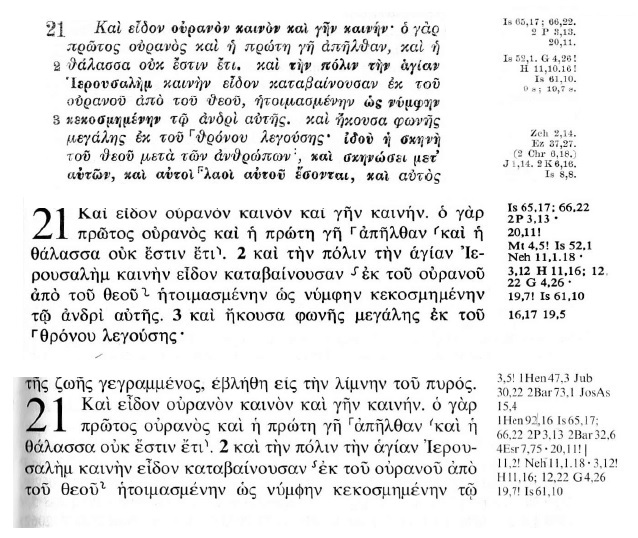 21 Καὶ εἶδον οὐρανὸν καινὸν καὶ γῆν καινήν· ὁ γὰρ
πρῶτος οὐρανὸς καὶ ἡ πρώτη γῆ ἀπῆλθαν, καὶ ἡ
2 θάλασσα οὐκ ἔστιν ἔτι. καὶ τὴν πόλιν τὴν ἁγίαν
Ἰερουσαλὴμ καινὴν εἶδον καταβαίνουσαν ἐκ τοῦ
οὐρανοῦ ἀπὸ τοῦ θεοῦ, ἡτοιμασμένην ὡς νύμφην
3 κεκοσμημένην τῷ ἀνδρὶ αὐτῆς. καὶ ἤκουσα φωνῆς
μεγάλης ἐκ τοῦ ⸀θρόνου λεγούσης· ἰδοὺ ἡ σκηνὴ
τοῦ θεοῦ μετὰ τῶν ἀνθρώπων, καὶ σκηνώσει μετ’
αὐτῶν, καὶ αὐτοὶ ⸀λαοὶ αὐτοῦ ἔσονται, καὶ αὐτὸς
Is 65,17; 66,22.
2 P 3,13.
20,11.
Is 52,1. G 4,26!
H 11,10.16!
Is 61,10.
19,7 s.
Zch 2,14.
Ez 37,27.
(2 Chr 6,18.)
J 1,14. 2 K 6,16.
Is 8,8.
21 Καὶ εἶδον οὐρανὸν καινὸν καὶ γῆν καινήν. ὁ γὰρ
πρῶτος οὐρανὸς καὶ ἡ πρώτη γῆ ⸀ἀπῆλθαν ⸂καὶ ἡ
θάλασσα οὐκ ἔστιν ἔτι⸃. 2 καὶ τὴν πόλιν τὴν ἁγίαν Ἰε-
ρουσαλὴμ καινὴν εἶδον καταβαίνουσαν ⸉ἐκ τοῦ οὐρανοῦ
ἀπὸ τοῦ θεοῦ⸊ ἡτοιμασμένην ὡς νύμφην κεκοσμημένην
τῷ ἀνδρὶ αὐτῆς. 3 καὶ ἤκουσα φωνῆς μεγάλης ἐκ τοῦ
⸀θρόνου λεγούσης·
Is 65,17; 66,22
2P 3,13 ·
20,11!
Mt 4,5! Is 52,1
Neh 11,1.18 ·
3,12 H 11,16; 12,
22 G 4,26 ·
19,7! Is 61,10
16,17 19,5
τῆς ζωῆς γεγραμμένος, ἐβλήθη εἰς τὴν λίμνην τοῦ πυρός.
21 Καὶ εἶδον οὐρανὸν καινὸν καὶ γῆν καινήν. ὁ γὰρ
πρῶτος οὐρανὸς καὶ ἡ πρώτη γῆ ⸀ἀπῆλθαν ⸂καὶ ἡ
θάλασσα οὐκ ἔστιν ἔτι⸃. 2 καὶ τὴν πόλιν τὴν ἁγίαν Ἰερου-
σαλὴμ καινὴν εἶδον καταβαίνουσαν ⸉ἐκ τοῦ οὐρανοῦ ἀπὸ
τοῦ θεοῦ⸊ ἡτοιμασμένην ὡς νύμφην κεκοσμημένην τῷ
3,5! 1Hen 47,3 Jub
30,22 2Bar 73,1 JosAs
15,4
1Hen 92,16 Is 65,17;
66,22 2P 3,13 2Bar 32,6
4Esr 7,75 · 20,11! |
11,2! Neh 11,1.18 · 3,12!
H 11,16; 12,22 G 4,26
19,7! Is 61,10